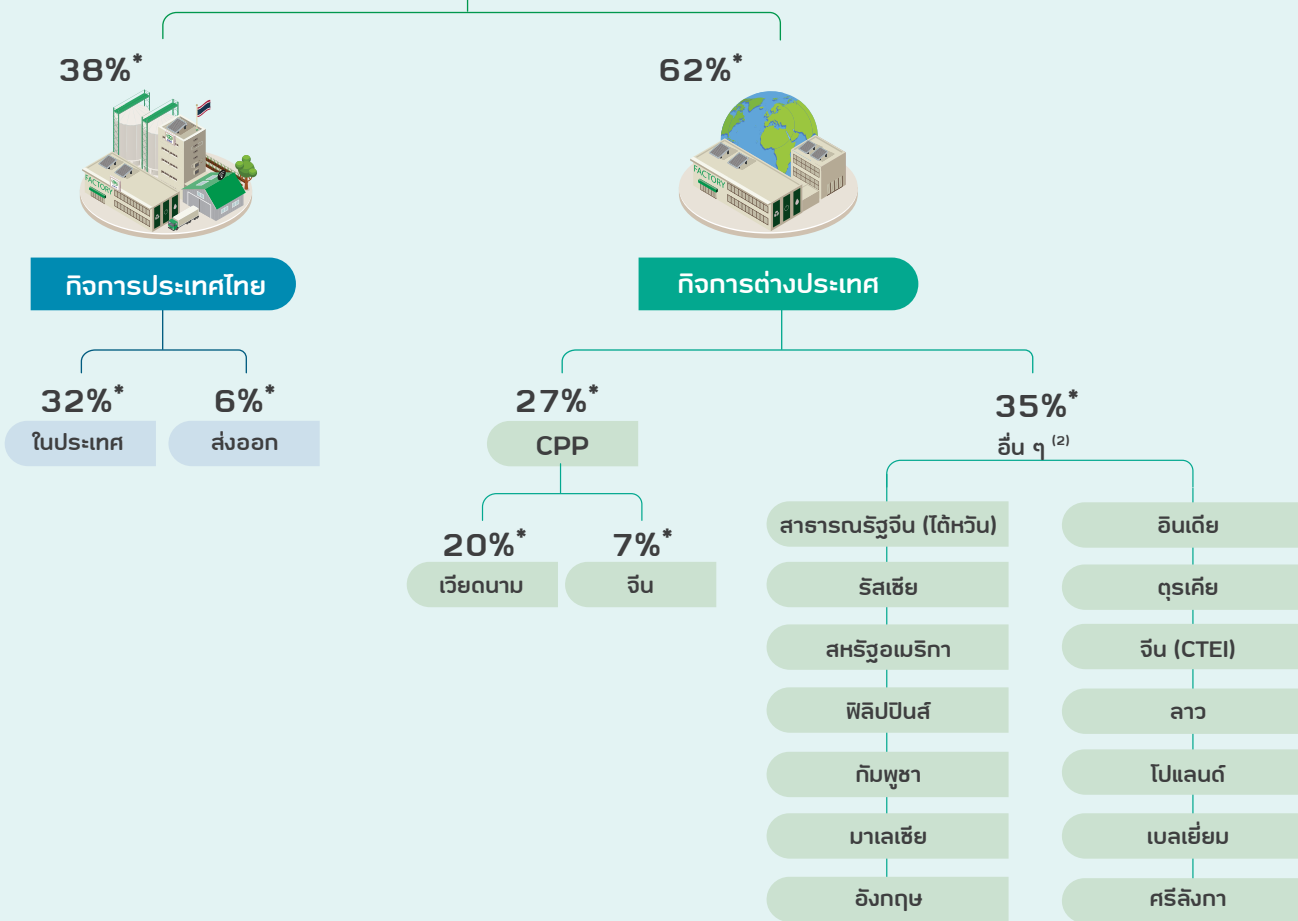 38%*
62%*
FACTORY
FACTORY
กิจการประเทศไทย
กิจการต่างประเทศ
32%*
6%*
27%*
35%*
ในประเทศ
ส่งออก
CPP
อื่น ๆ (2)
20%*
7%*
เวียดนาม
จีน
สาธารณรัฐจีน (ไต้หวัน)
รัสเซีย
สหรัฐอเมริกา
ฟิลิปปินส์
กัมพูชา
มาเลเซีย
อังกฤษ
อินเดีย
ตุรเคีย
จีน (CTEI)
ลาว
โปแลนด์
เบลเยี่ยม
ศรีลังกา